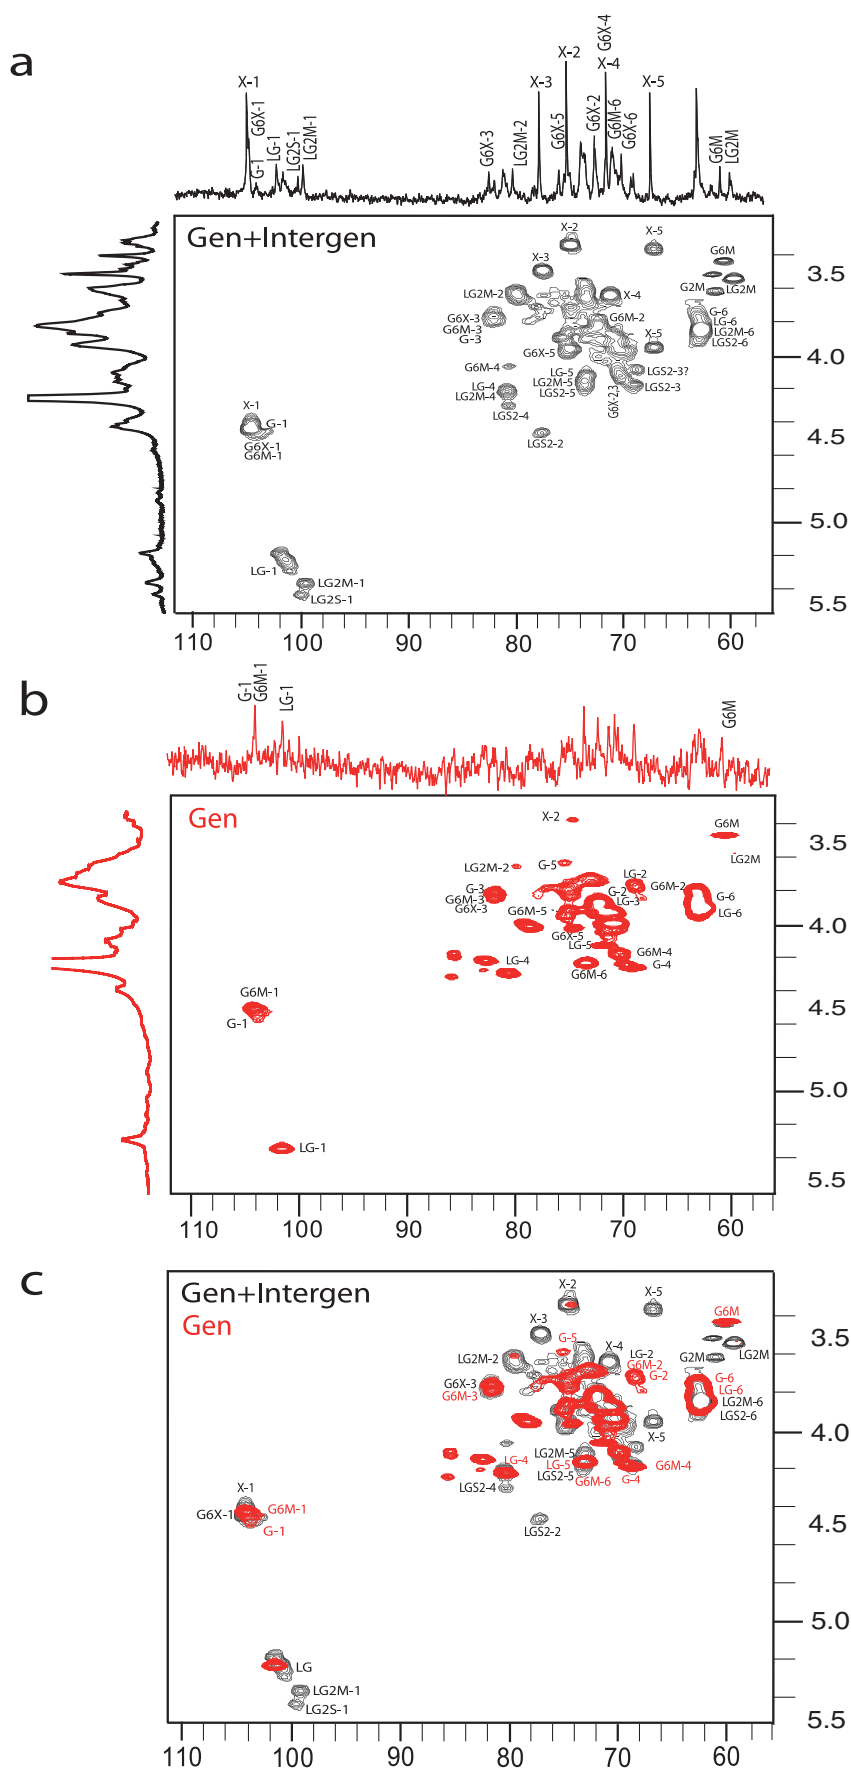 a
X-1
G6X-1
G-1
LG-1
LG2S-1
LG2M-1
G6X-3
LG2M-2
X-3
G6X-5
X-2
G6X-2
X-4
G6X-4
G6M-6
G6X-6
X-5
G6M
LG2M
Gen+Intergen
X-2
X-5
X-3
G6M
G2M
LG2M
LG2M-2
X-4
G6X-3
G6M-3
G-3
G6M-2
G-6
LG-6
LG2M-6
LGS2-6
G6X-5
X-5
G6M-4
LG-5
LG2M-5
LGS2-5
LGS2-3?
LGS2-3
G6X-2,3
LG-4
LG2M-4
LGS2-4
X-1
G-1
G6X-1
G6M-1
LGS2-2
LG-1
LG2M-1
LG2S-1
3.5
4.0
4.5
5.0
5.5
110 100 90 80 70 60
b
G-1
G6M-1
LG-1
G6M
Gen
X-2
G6M
LG2M
LG2M-2
G-5
LG-2
G6M-2
G-3
G6M-3
G6X-3
G-2
LG-3
G-6
LG-6
G6M-5
G6X-5
LG-5
G6M-4
G-4
LG-4
G6M-6
G6M-1
G-1
LG-1
3.5
4.0
4.5
5.0
5.5
110 100 90 80 70 60
c
Gen+Intergen
Gen
X-2
X-5
X-3
G6M
G-5
X-4
LG-2
G2M
LG2M
LG2M-2
G6M-2
G-2
G6X-3
G6M-3
G-6
LG-6
LG2M-6
LGS2-6
X-5
LG2M-5
LG-4
LG-5
LGS2-5
G6M-4
G-4
G6M-6
LGS2-4
X-1
G6X-1
G6M-1
G-1
LGS2-2
LG
LG2M-1
LG2S-1
3.5
4.0
4.5
5.0
5.5
110 100 90 80 70 60